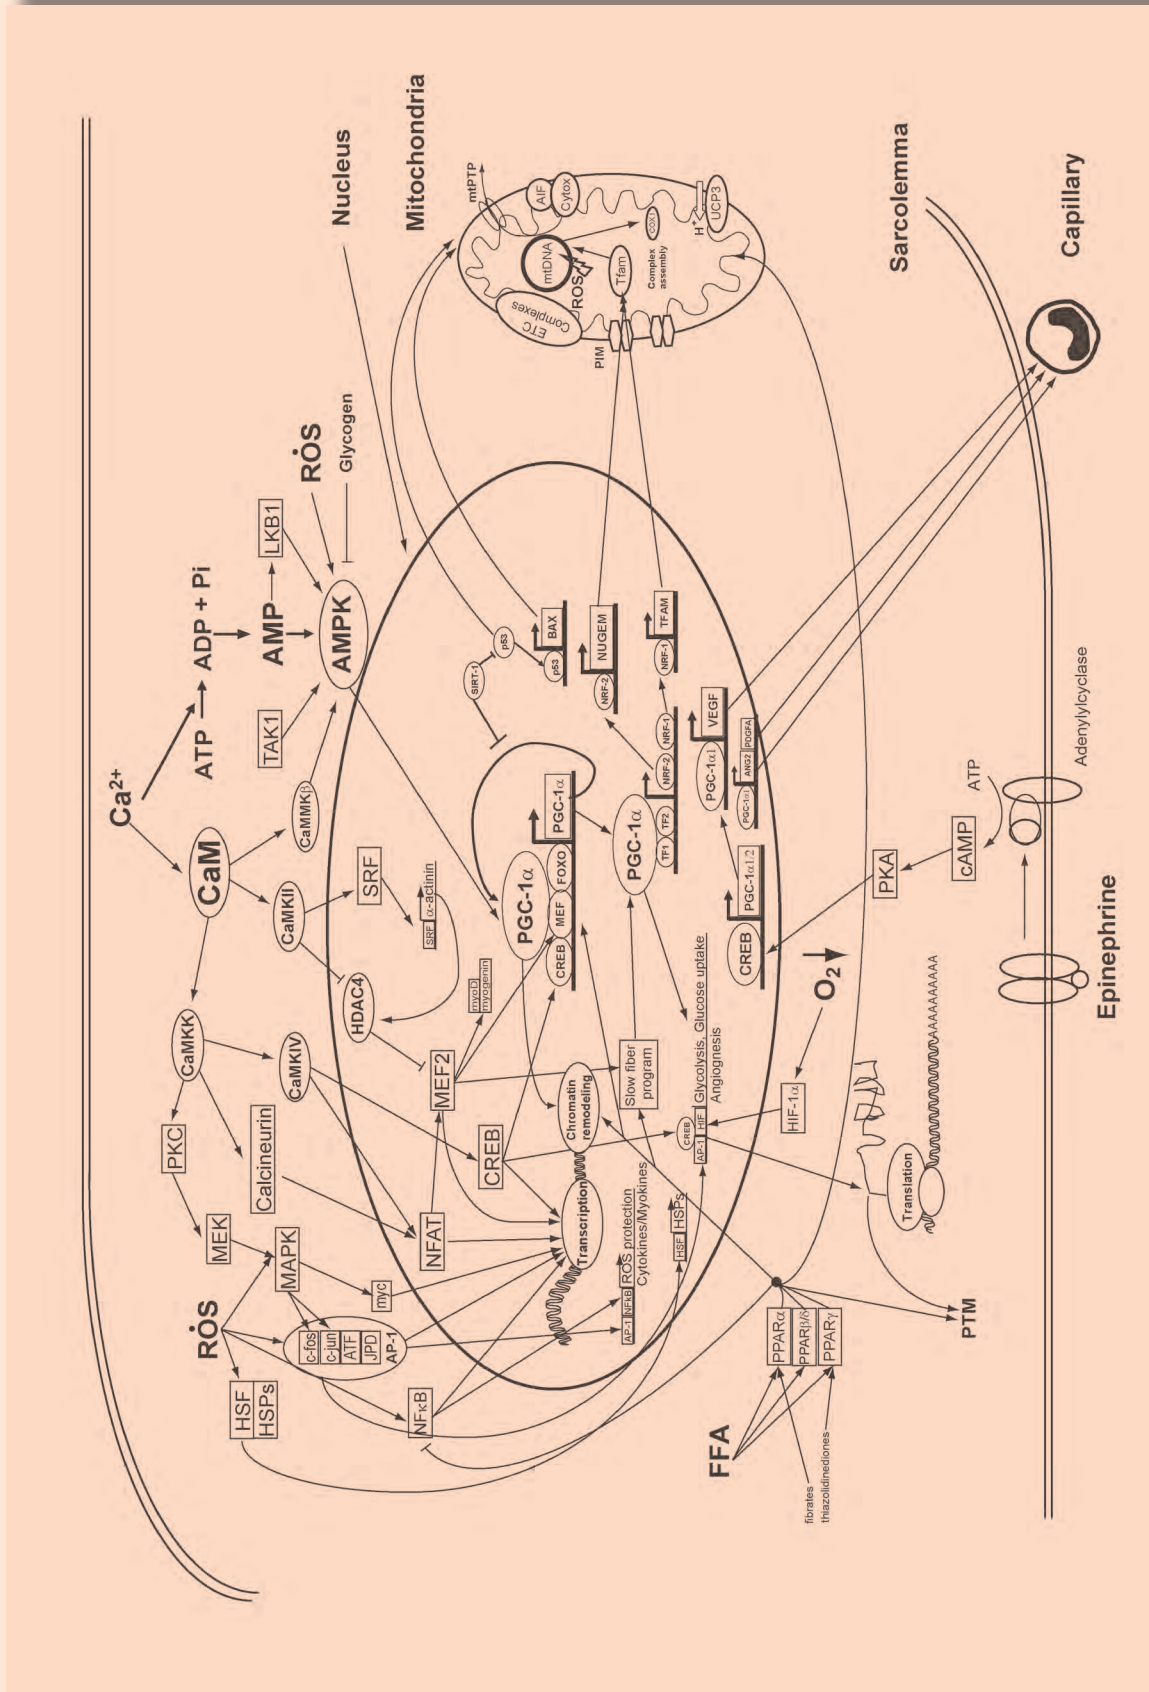 Ca2+
CaM
ATP
ADP + Pi
AMP
LKB1
TAK1
AMPK
ROS
Glycogen
Nucleus
Mitochondria
CaMMKβ
CaMKII
CaMKK
CaMKIV
PKC
Calcineurin
MEK
MAPK
ROS
HSF
HSPs
c-fos
c-jun
ATF
JPD
AP-1
myc
NFκB
NFAT
SRF
SRF
α-actinin
HDAC4
MEF2
myoD
myogenin
CREB
PGC-1α
CREB
MEF
FOXO
PGC-1α
SIRT-1
p53
p53
BAX
NRF-2
NUGEM
NRF-1
TFAM
PGC-1α
TF1
TF2
NRF-2
NRF-1
PGC-1α1
VEGF
PGC-1α1
ANG2
PDGFA
CREB
PGC-1α1/2
Chromatin
remodeling
Transcription
Slow fiber
program
AP-1
NFkB
ROS protection
Cytokines/Myokines
HSF
HSPs
CREB
AP-1
HIF
Glycolysis, Glucose uptake
Angiognesis
mtPTP
AIF
Cytox
mtDNA
ROS
ETC
Complexes
Tfam
COX1
Complex
assembly
PIM
H+
UCP3
Sarcolemma
Capillary
HIF-1α
O2
PKA
cAMP
ATP
Adenylylcyclase
Epinephrine
Translation
AAAAAAAAAAA
PTM
FFA
PPARα
PPARβ/δ
PPARγ
fibrates
thiazolidinediones